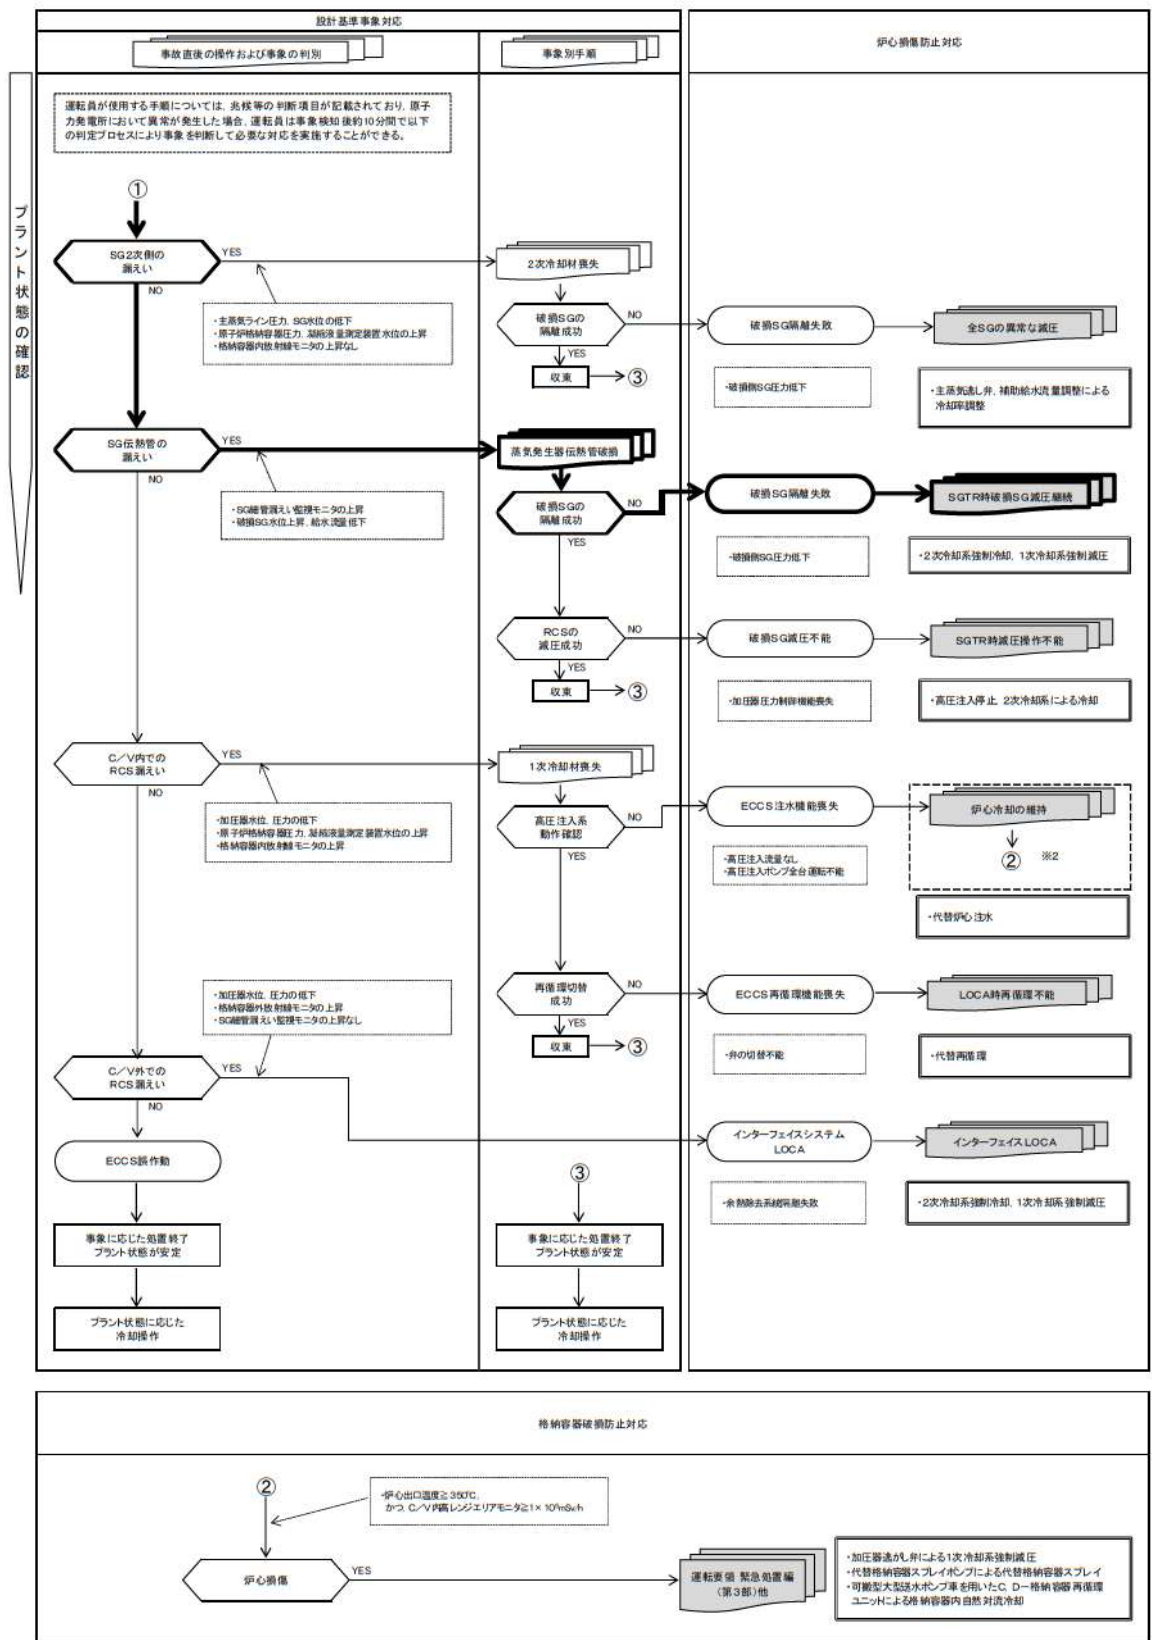 設計基準事象対応
事故直後の操作および事象の判別
事象別手順
炉心損傷防止対応
プラント状態の確認
運転員が使用する手順については、兆候等の判断項目が記載されており、原子
力発電所において異常が発生した場合、運転員は事象検知後約10分間で以下
の判定プロセスにより事象を判断して必要な対応を実施することができる。
①
SG2次側の
漏えい
YES
NO
・主蒸気ライン圧力、SG水位の低下
・原子炉格納容器圧力、凝縮液量測定装置水位の上昇
・格納容器内放射線モニタの上昇なし
2次冷却材喪失
破損SGの
隔離成功
NO
YES
収束
③
破損SG隔離失敗
・破損側SG圧力低下
全SGの異常な減圧
・主蒸気逃し弁、補助給水流量調整による
冷却率調整
SG伝熱管の
漏えい
YES
NO
・SG細管漏えい監視モニタの上昇
・破損SG水位上昇、給水流量低下
蒸気発生器伝熱管破損
破損SGの
隔離成功
NO
YES
破損SG隔離失敗
・破損側SG圧力低下
SGTR時破損SG減圧継続
・2次冷却系強制冷却、1次冷却系強制減圧
RCSの
減圧成功
NO
YES
収束
③
破損SG減圧不能
・加圧器圧力制御機能喪失
SGTR時減圧操作不能
・高圧注入停止、2次冷却系による冷却
C/V内での
RCS漏えい
YES
NO
・加圧器水位、圧力の低下
・原子炉格納容器圧力、凝縮液量測定装置水位の上昇
・格納容器内放射線モニタの上昇
1次冷却材喪失
高圧注入系
動作確認
NO
YES
ECCS注水機能喪失
・高圧注入流量なし
・高圧注入ポンプ全台運転不能
炉心冷却の維持
② ※2
・代替炉心注水
再循環切替
成功
NO
YES
収束
③
ECCS再循環機能喪失
・弁の切替不能
LOCA時再循環不能
・代替再循環
・加圧器水位、圧力の低下
・格納容器外放射線モニタの上昇
・SG細管漏えい監視モニタの上昇なし
C/V外での
RCS漏えい
YES
NO
インターフェイスシステム
LOCA
・余熱除去系統隔離失敗
インターフェイスLOCA
・2次冷却系強制冷却、1次冷却系強制減圧
ECCS誤作動
事象に応じた処置終了
プラント状態が安定
プラント状態に応じた
冷却操作
③
事象に応じた処置終了
プラント状態が安定
プラント状態に応じた
冷却操作
格納容器破損防止対応
②
・炉心出口温度≧350℃、
かつ、C/V内高レンジエリアモニタ≧1×10⁵mSv/h
炉心損傷
YES
運転要領 緊急処置編
(第3部)他
・加圧器逃がし弁による1次冷却系強制減圧
・代替格納容器スプレイポンプによる代替格納容器スプレイ
・可搬型大型送水ポンプ車を用いたC、D-格納容器再循環
ユニットによる格納容器内自然対流冷却